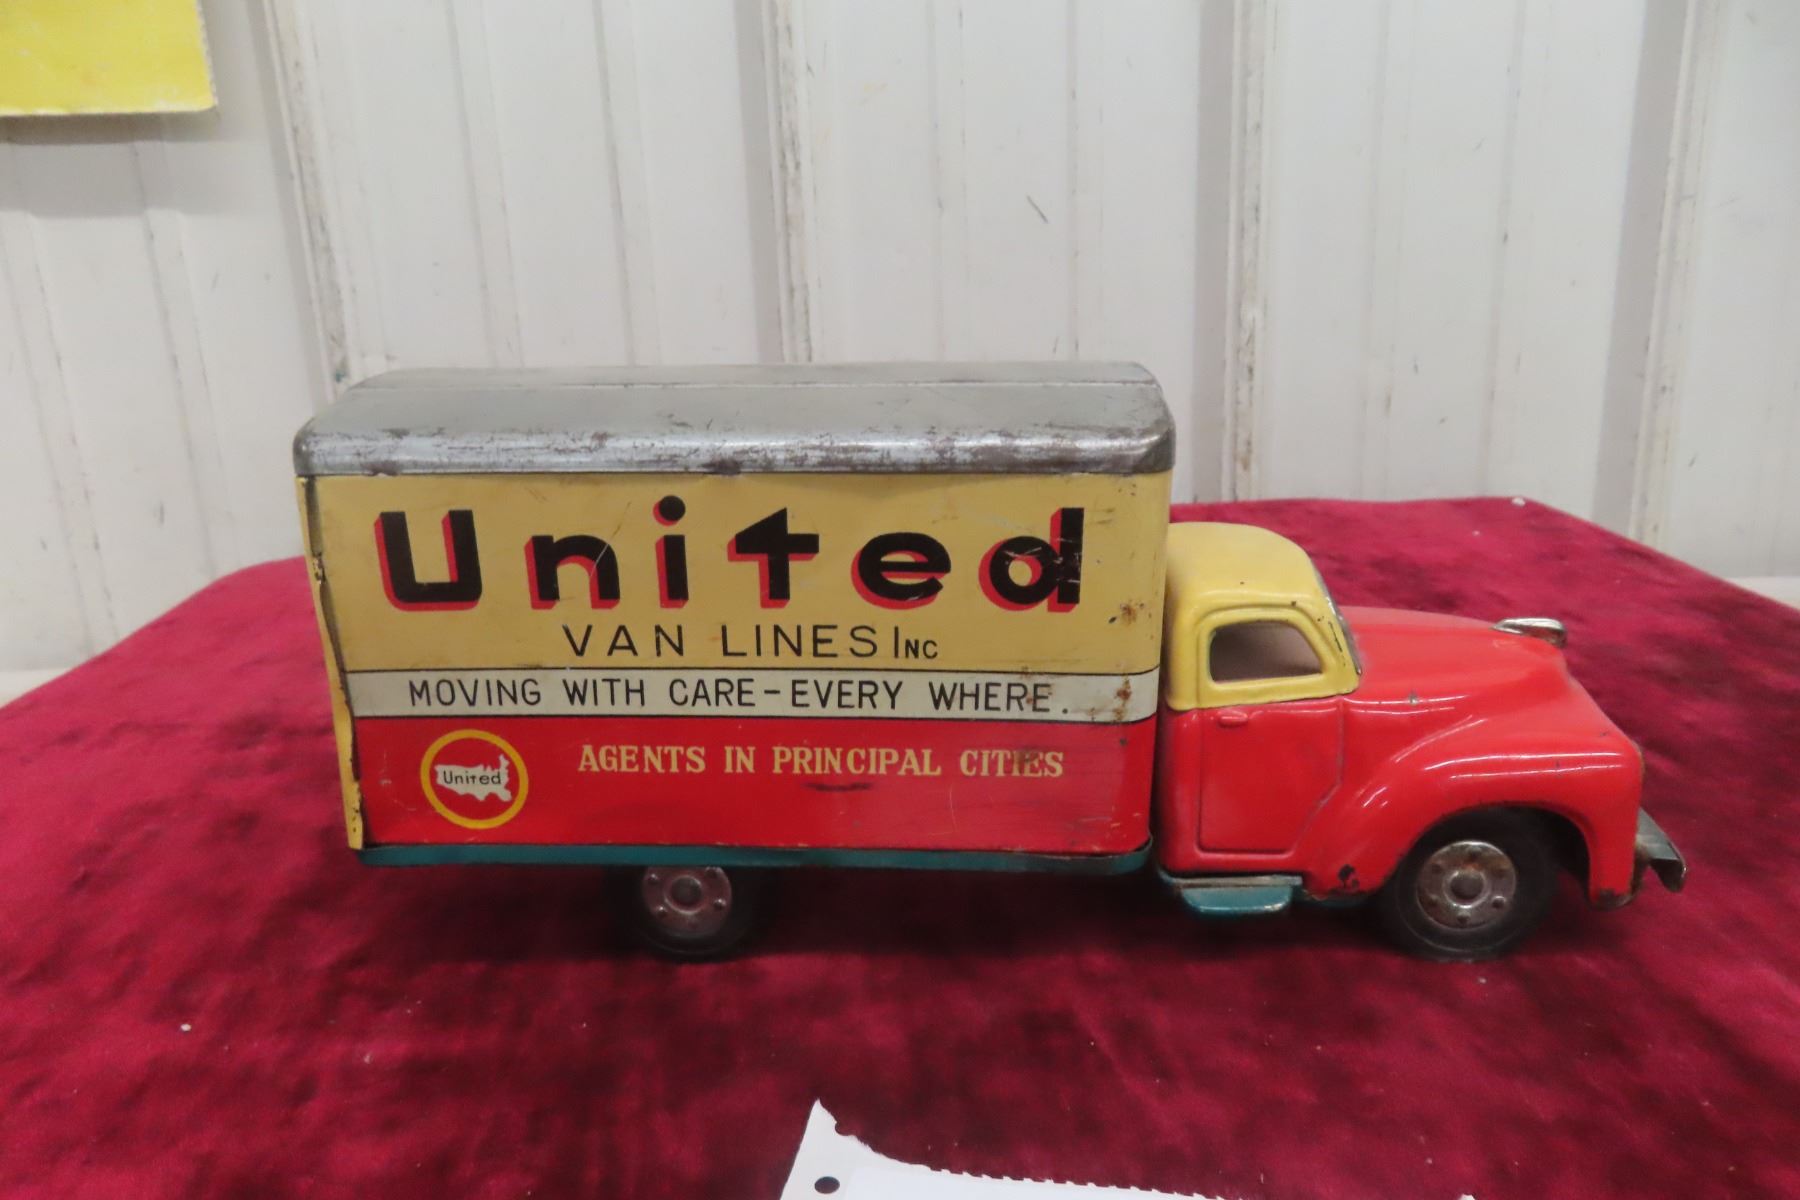 United
VAN LINES INC
MOVING WITH CARE-EVERY WHERE.
AGENTS IN PRINCIPAL CITIES
United